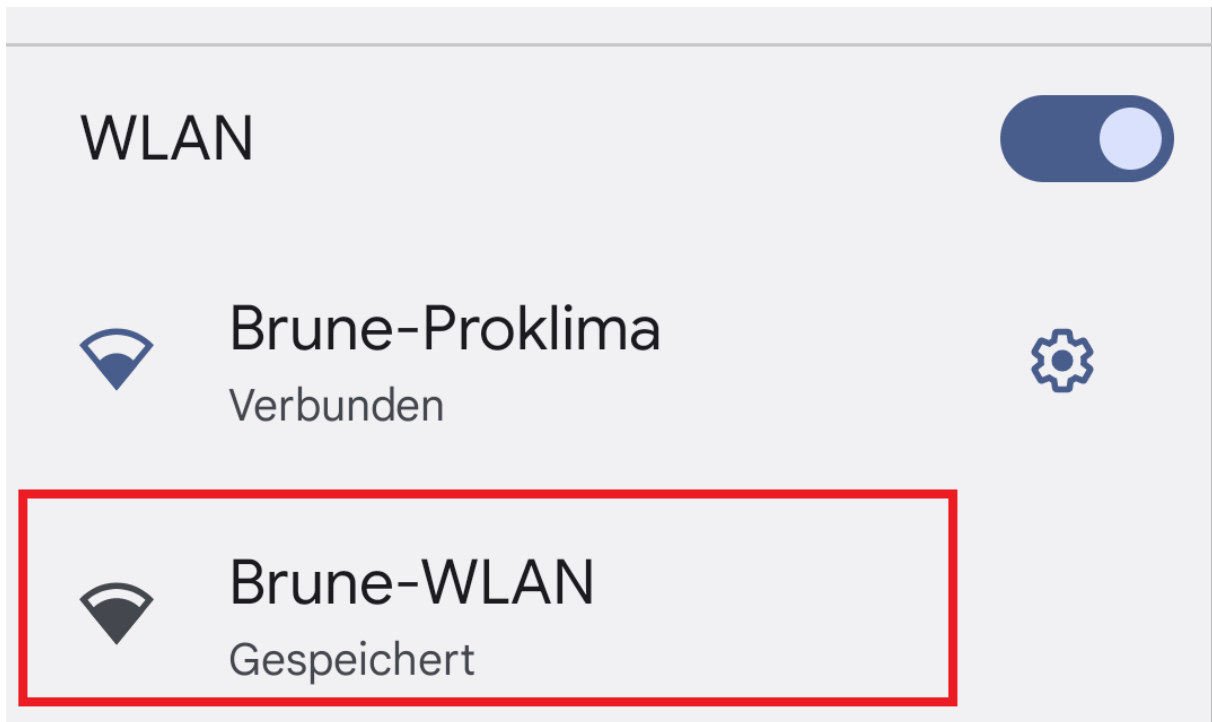 WLAN
Brune-Proklima
Verbunden
Brune-WLAN
Gespeichert